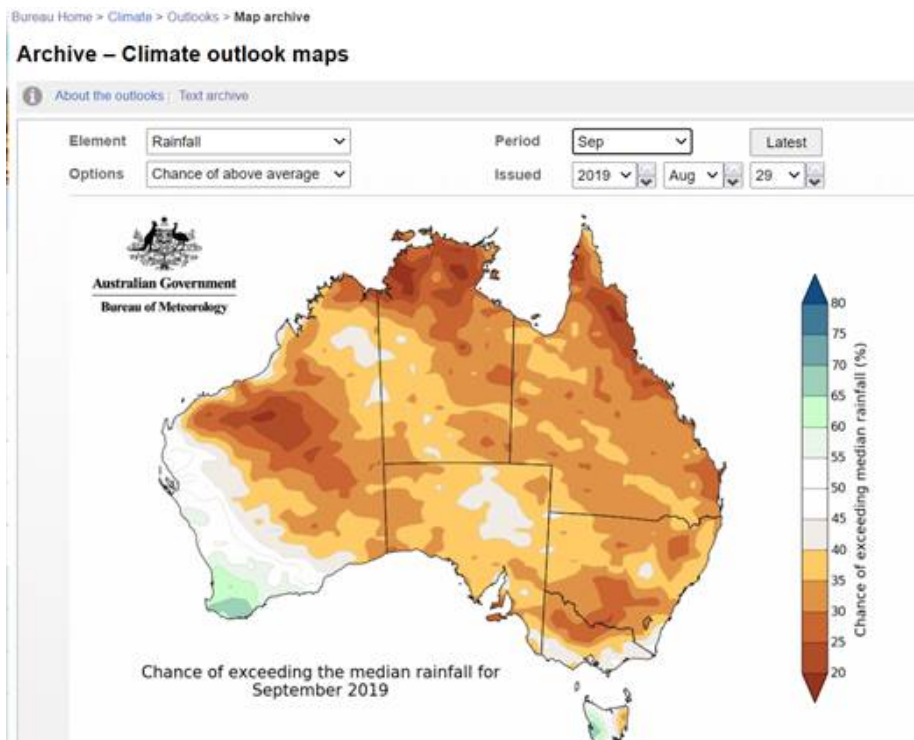 Bureau Home > Climate > Outlooks > Map archive
Archive – Climate outlook maps
About the outlooks | Text archive
Element Rainfall Period Sep Latest
Options Chance of above average Issued 2019 Aug 29
Australian Government
Bureau of Meteorology
80
75
70
65
60
55
50
45
40
35
30
25
20
Chance of exceeding median rainfall (%)
Chance of exceeding the median rainfall for
September 2019